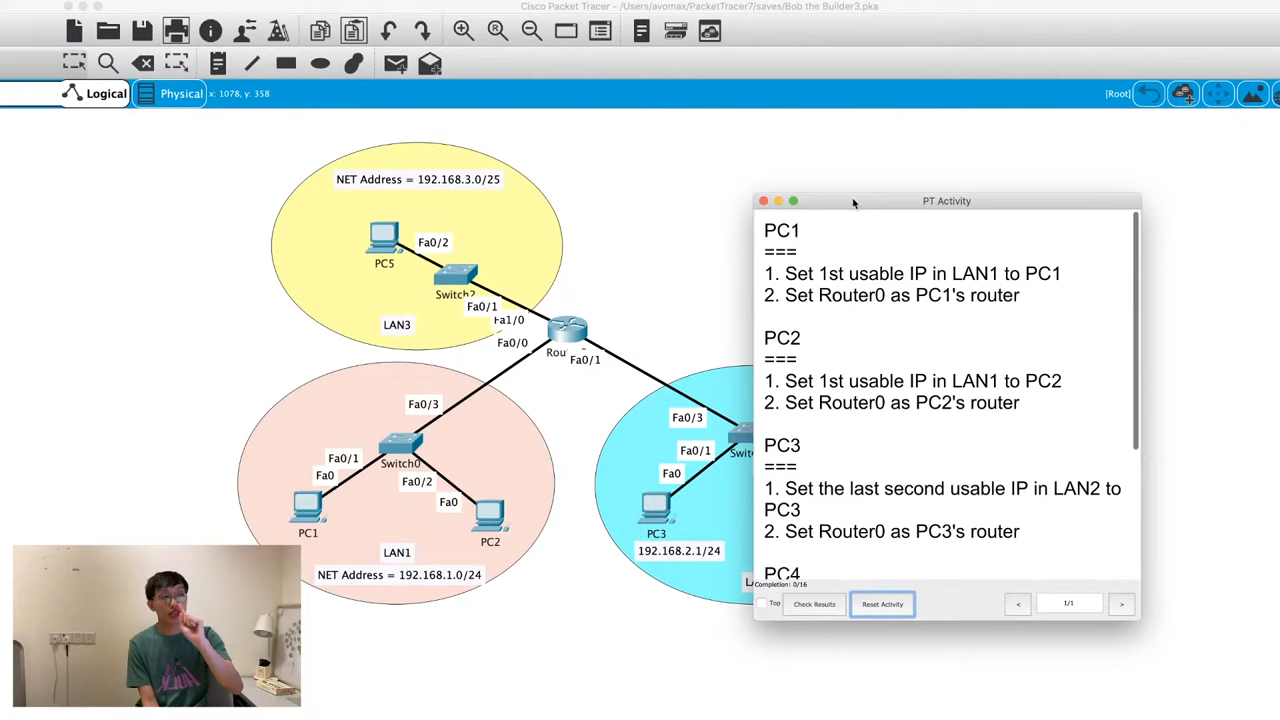 Cisco Packet Tracer - /Users/avomax/PacketTracer7/saves/Bob the Builder3.pka
Logical
Physical
x: 1078, y: 358
[Root]
NET Address = 192.168.3.0/25
PC5
Fa0/2
Switch2
Fa0/1
Fa1/0
LAN3
Fa0/0
Rou
Fa0/1
Fa0/3
Switch0
Fa0/1
Fa0
Fa0/2
Fa0
PC1
PC2
LAN1
NET Address = 192.168.1.0/24
Fa0/3
Swit
Fa0/1
Fa0
PC3
192.168.2.1/24
PT Activity
PC1
===
1. Set 1st usable IP in LAN1 to PC1
2. Set Router0 as PC1's router
PC2
===
1. Set 1st usable IP in LAN1 to PC2
2. Set Router0 as PC2's router
PC3
===
1. Set the last second usable IP in LAN2 to
PC3
2. Set Router0 as PC3's router
PC4
Completion: 0/16
Top
Check Results
Reset Activity
<
1/1
>